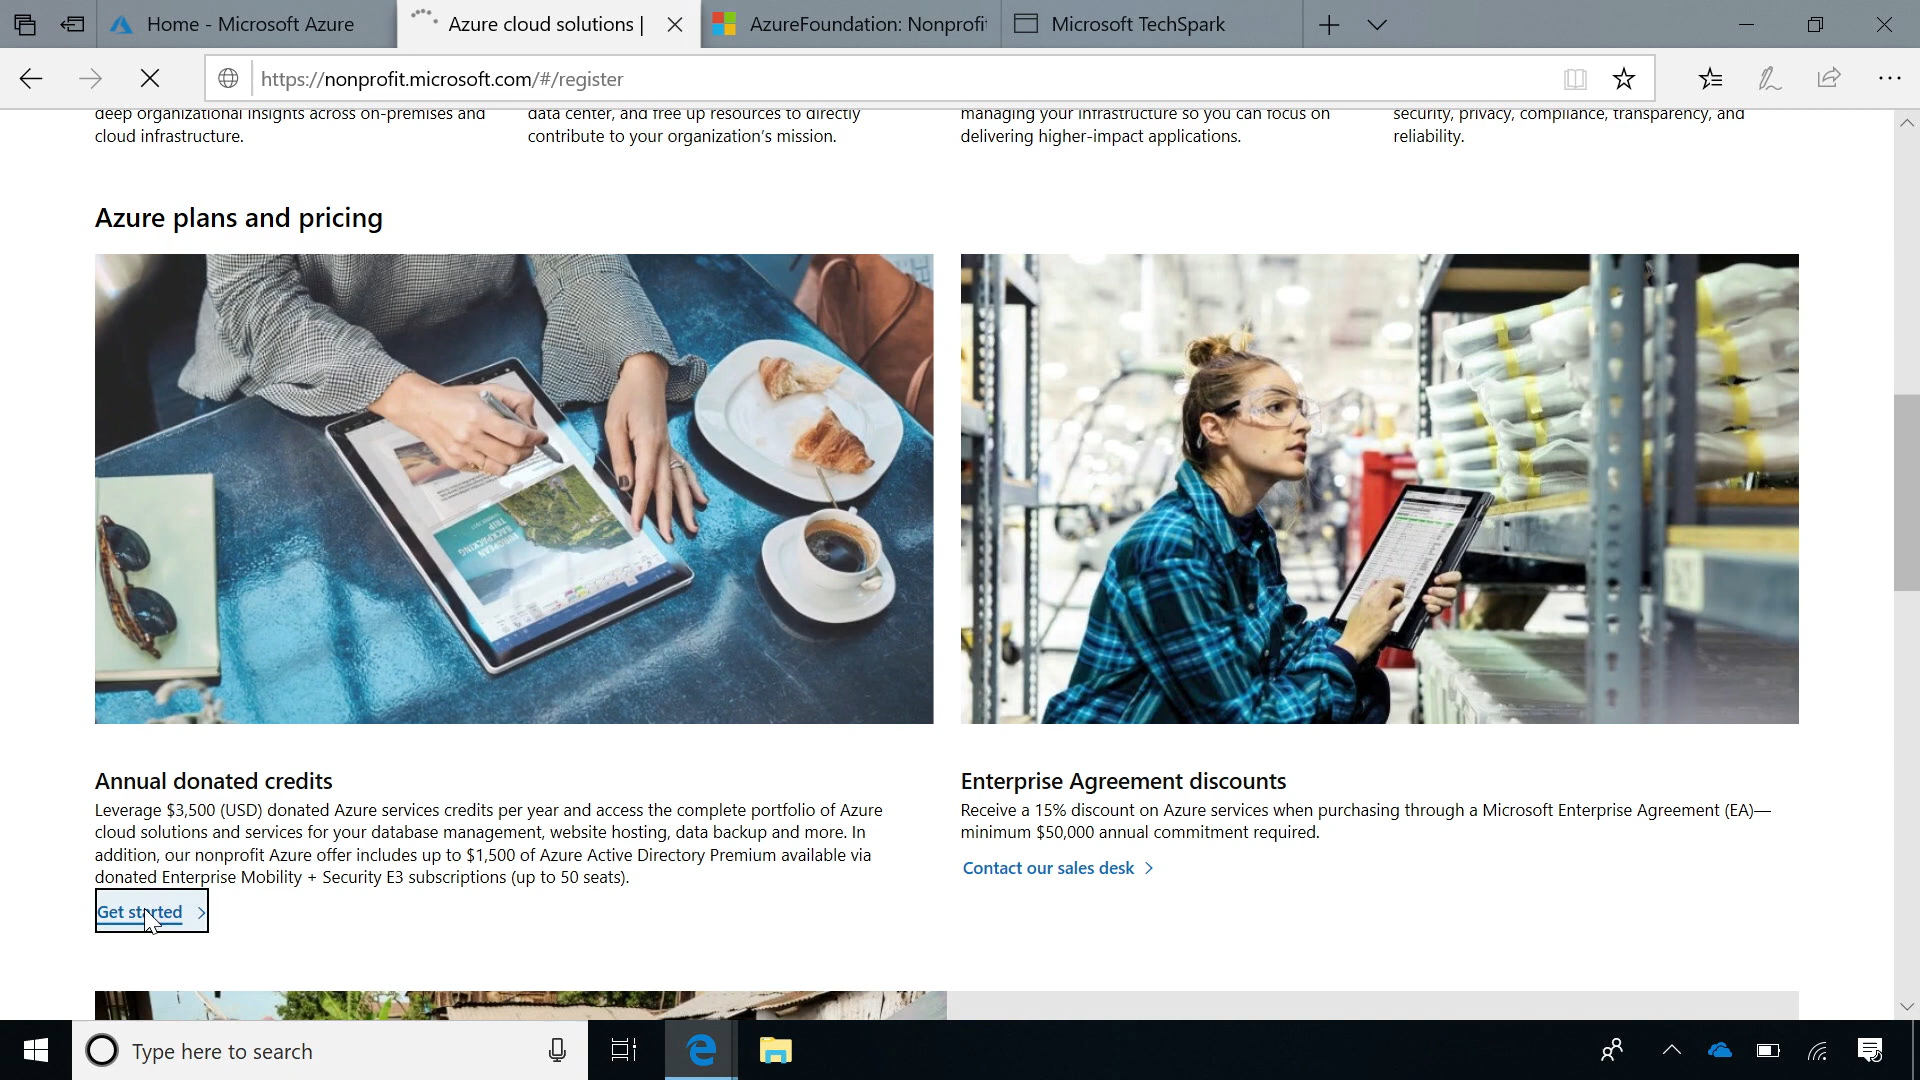 Home - Microsoft Azure
Azure cloud solutions |
AzureFoundation: Nonprofi
Microsoft TechSpark
https://nonprofit.microsoft.com/#/register
deep organizational insights across on-premises and
cloud infrastructure.
data center, and free up resources to directly
contribute to your organization's mission.
managing your infrastructure so you can focus on
delivering higher-impact applications.
security, privacy, compliance, transparency, and
reliability.
Azure plans and pricing
EUROPEAN
BACKPACKING
TRIP
Annual donated credits
Leverage $3,500 (USD) donated Azure services credits per year and access the complete portfolio of Azure
cloud solutions and services for your database management, website hosting, data backup and more. In
addition, our nonprofit Azure offer includes up to $1,500 of Azure Active Directory Premium available via
donated Enterprise Mobility + Security E3 subscriptions (up to 50 seats).
Get started
Enterprise Agreement discounts
Receive a 15% discount on Azure services when purchasing through a Microsoft Enterprise Agreement (EA)—
minimum $50,000 annual commitment required.
Contact our sales desk
Type here to search